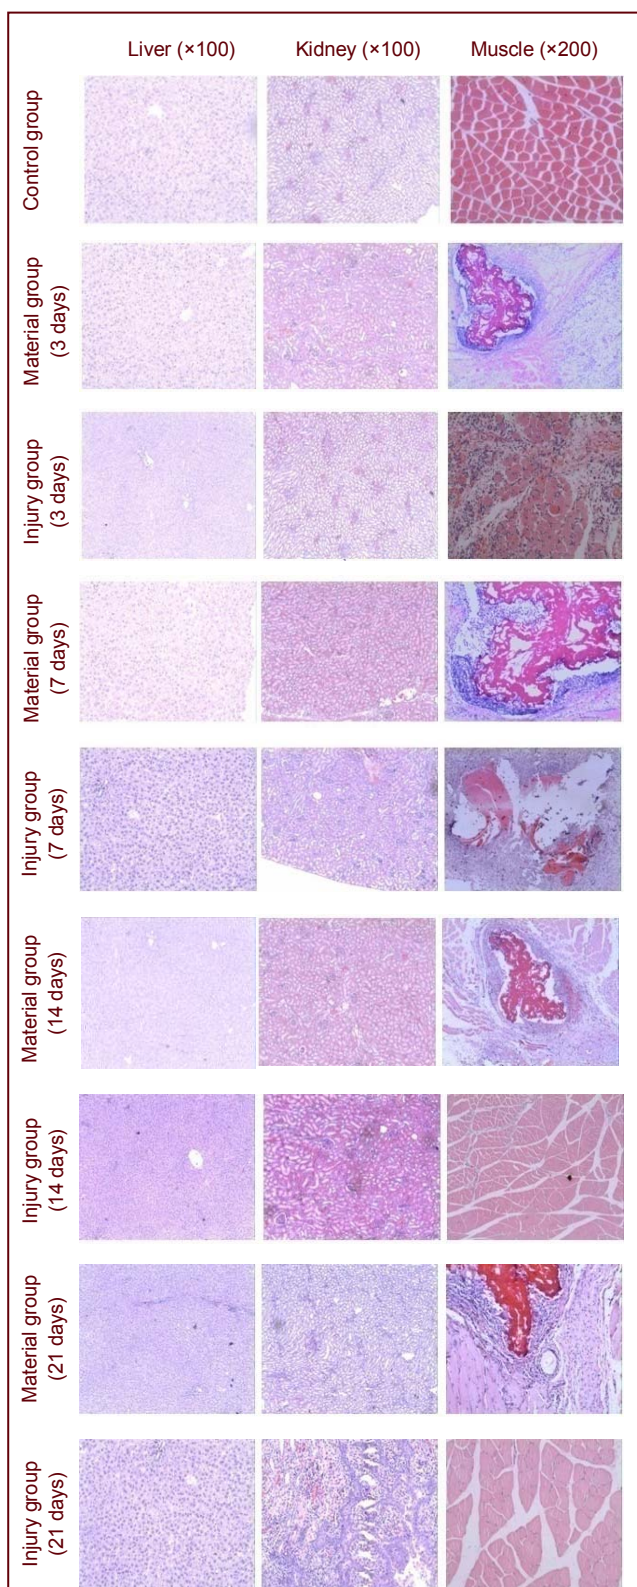 Liver (×100) Kidney (×100) Muscle (×200)
Control group
Material group
(3 days)
Injury group
(3 days)
Material group
(7 days)
Injury group
(7 days)
Material group
(14 days)
Injury group
(14 days)
Material group
(21 days)
Injury group
(21 days)